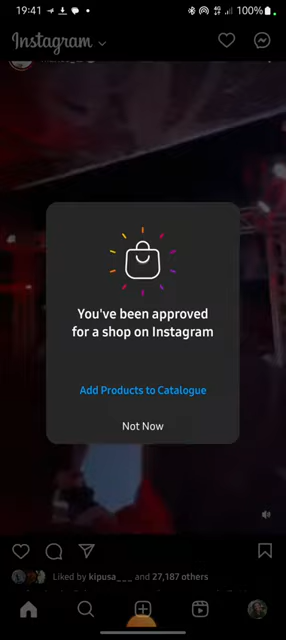 19:41
100%
Instagram
You've been approved
for a shop on Instagram
Add Products to Catalogue
Not Now
Liked by kipusa___ and 27,187 others